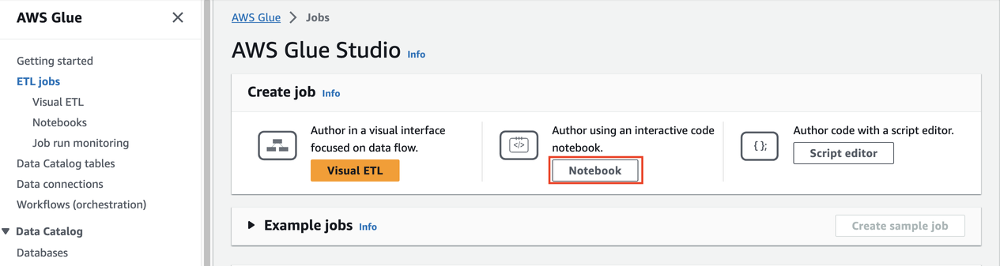 AWS Glue
Getting started
ETL jobs
Visual ETL
Notebooks
Job run monitoring
Data Catalog tables
Data connections
Workflows (orchestration)
Data Catalog
Databases
AWS Glue > Jobs
AWS Glue Studio Info
Create job Info
Author in a visual interface
focused on data flow.
Visual ETL
</>
Author using an interactive code
notebook.
Notebook
{ };
Author code with a script editor.
Script editor
Example jobs Info
Create sample job